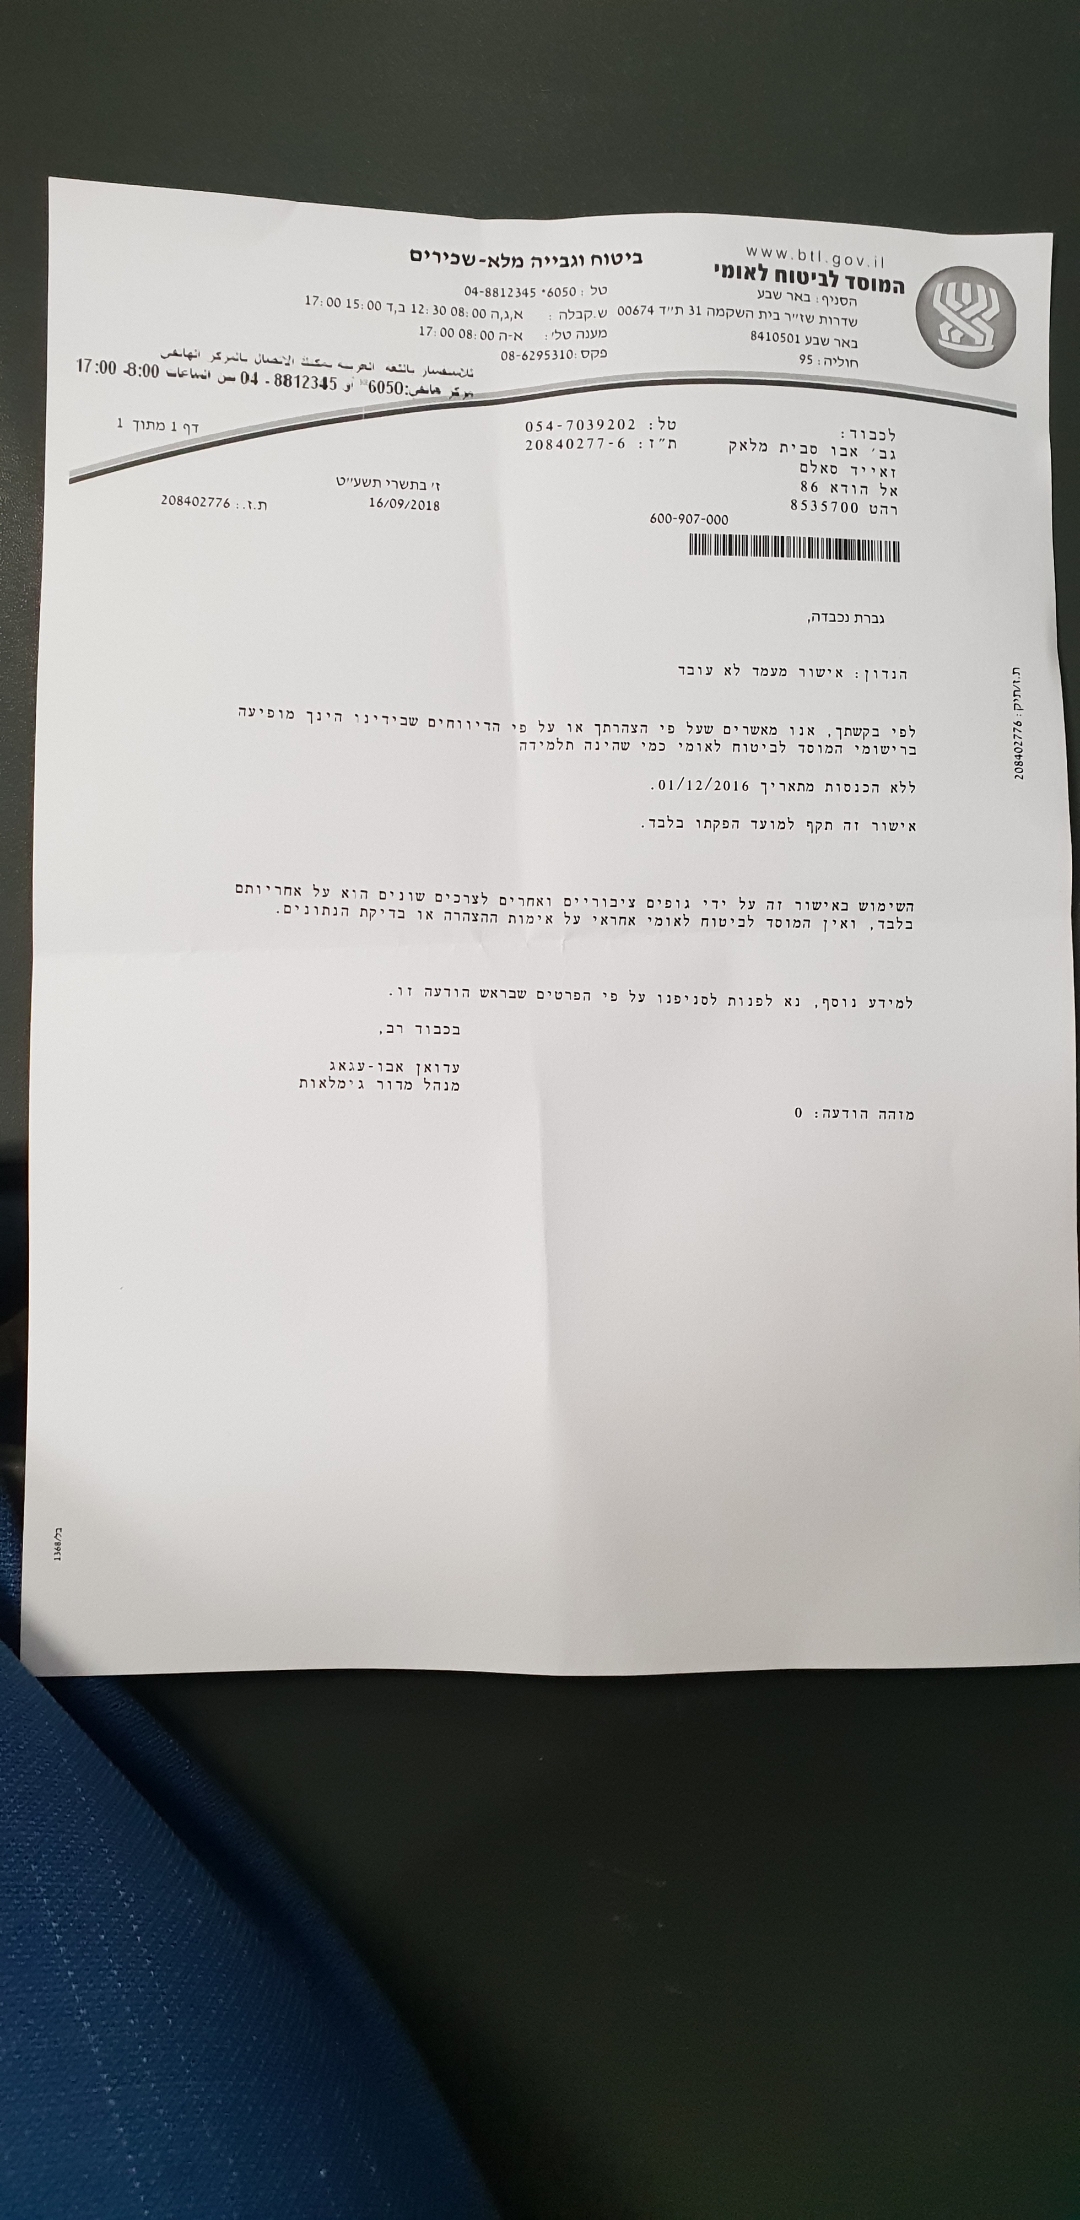 www.btl.gov.il
המוסד לביטוח לאומי
הסניף: באר שבע
שדרות שז"ר בית השקמה 31 ת"ד 00674
באר שבע 8410501
חוליה: 95
ביטוח וגבייה מלא-שכירים
טל: 6050* 04-8812345
ש.קבלה: א,ג,ה 08:00 12:30 ב,ד 15:00 17:00
מענה טל': א-ה 08:00 17:00
פקס: 08-6295310
للاستفسار باللغه العربيه يمكنك الاتصال بالمركز الهاتفي
مركز هاتفي: 6050* أو 8812345 - 04 من الساعات 8:00- 17:00
דף 1 מתוך 1
לכבוד:
גב' אבו סבית מלאק
זאייד סאלם
אל הודא 86
רהט 8535700
טל: 054-7039202
ת"ז: 20840277-6
ז' בתשרי תשע"ט
16/09/2018
ת.ז.: 208402776
600-907-000
גברת נכבדה,
הנדון: אישור מעמד לא עובד
לפי בקשתך, אנו מאשרים שעל פי הצהרתך או על פי הדיווחים שבידינו הינך מופיעה
ברישומי המוסד לביטוח לאומי כמי שהינה תלמידה
ללא הכנסות מתאריך 01/12/2016.
אישור זה תקף למועד הפקתו בלבד.
השימוש באישור זה על ידי גופים ציבוריים ואחרים לצרכים שונים הוא על אחריותם
בלבד, ואין המוסד לביטוח לאומי אחראי על אימות ההצהרה או בדיקת הנתונים.
למידע נוסף, נא לפנות לסניפנו על פי הפרטים שבראש הודעה זו.
בכבוד רב,
עדואן אבו-עגאג
מנהל מדור גימלאות
מזהה הודעה: 0
ת.ז/תיק: 208402776
בל/1368